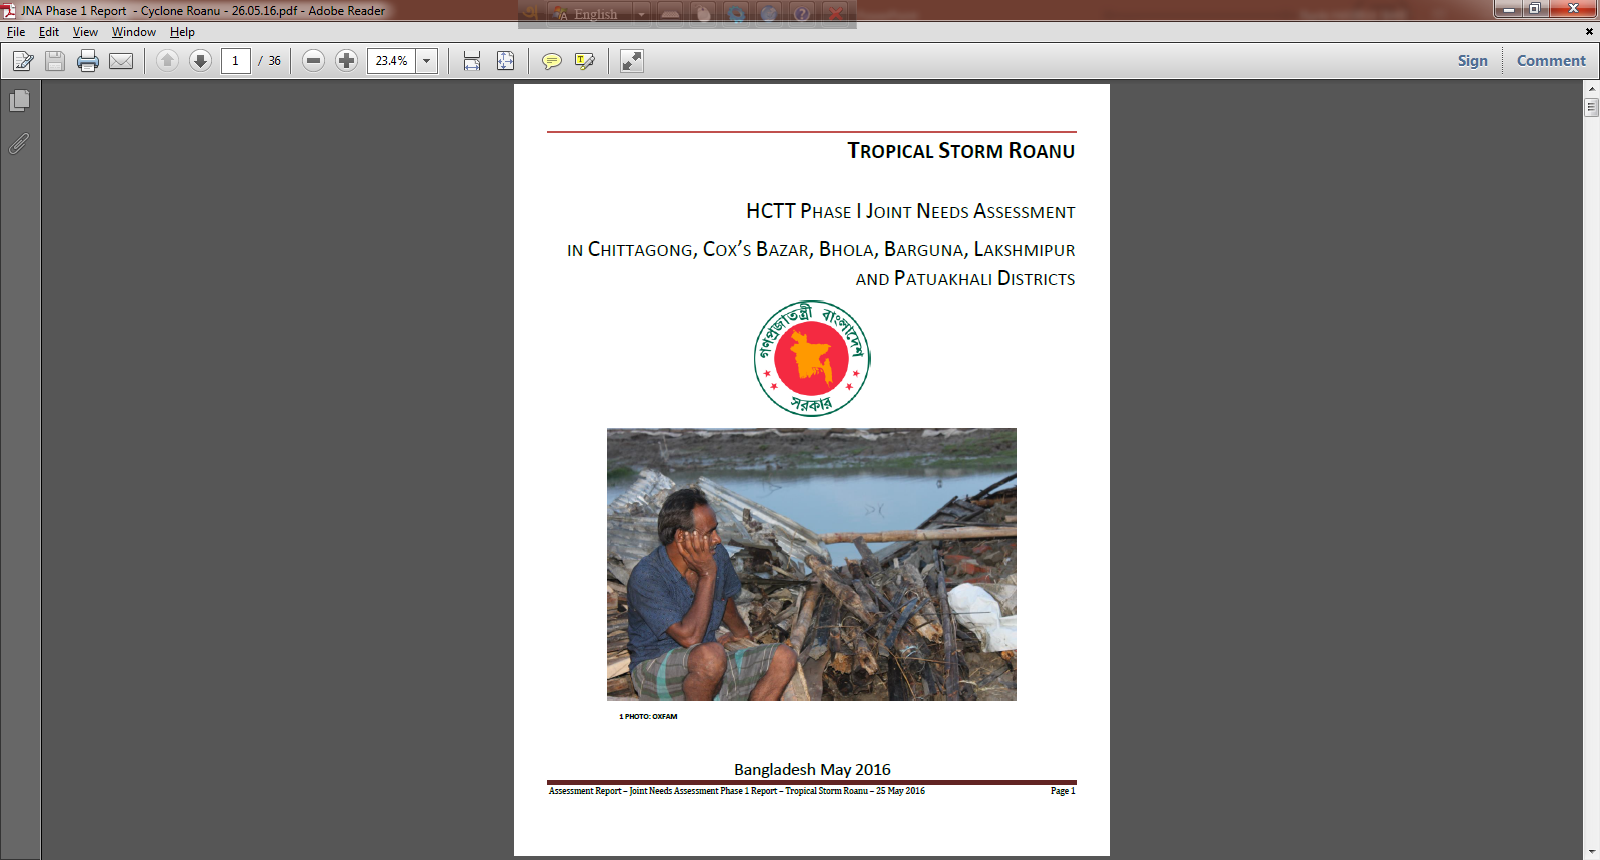 JNA Phase 1 Report  - Cyclone Roanu - 26.05.16.pdf - Adobe Reader
English
File Edit View Window Help
1 / 36 23.4% Sign Comment
TROPICAL STORM ROANU
HCTT PHASE I JOINT NEEDS ASSESSMENT
IN CHITTAGONG, COX’S BAZAR, BHOLA, BARGUNA, LAKSHMIPUR
AND PATUAKHALI DISTRICTS
গণপ্রজাতন্ত্রী বাংলাদেশ
সরকার
1 PHOTO: OXFAM
Bangladesh May 2016
Assessment Report – Joint Needs Assessment Phase 1 Report – Tropical Storm Roanu – 25 May 2016 Page 1